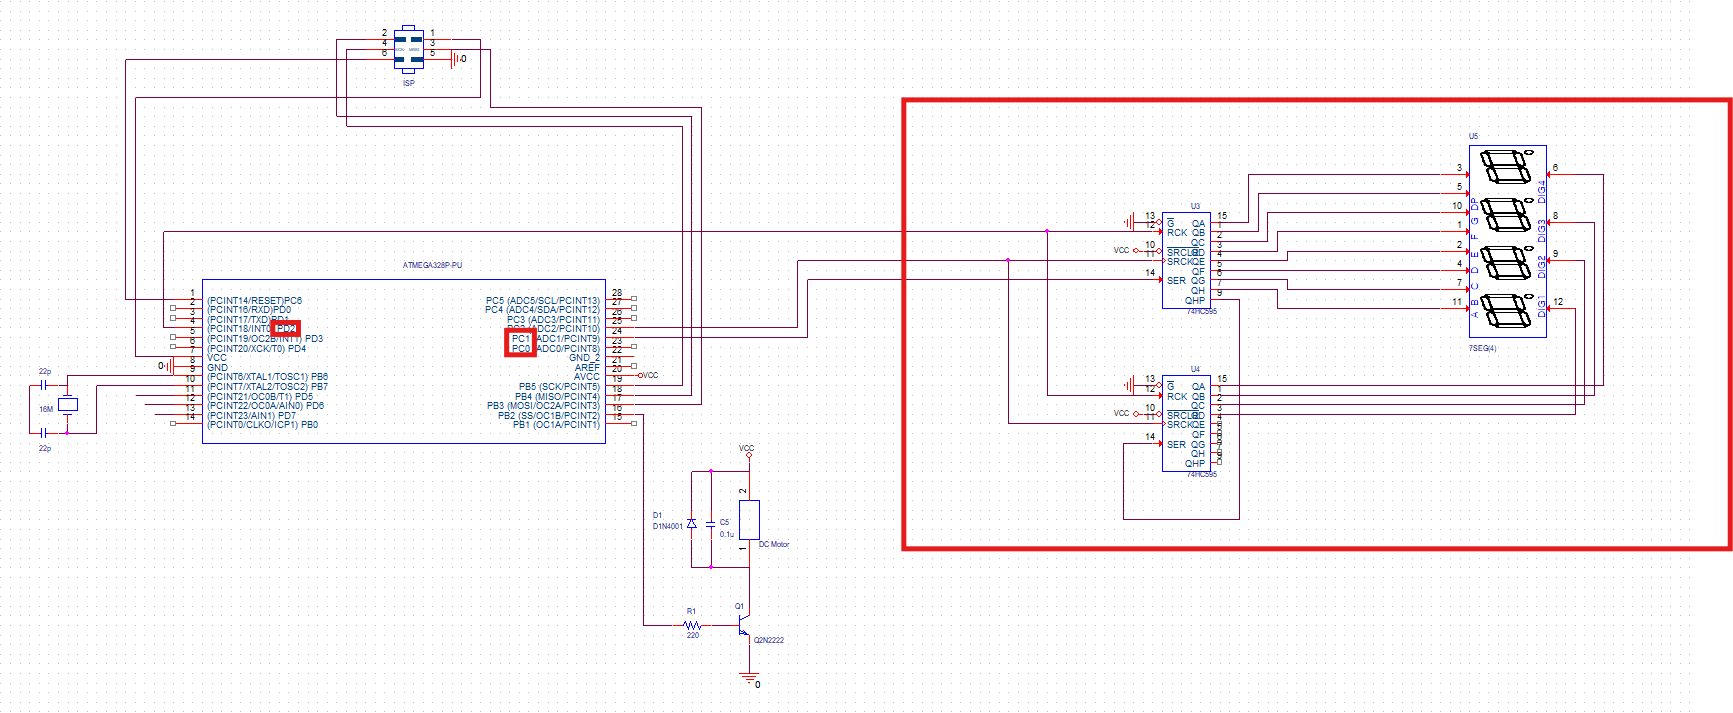 2 1
4 3
6 5
0
ISP
ATMEGA328P-PU
1 (PCINT14/RESET)PC6
2 (PCINT16/RXD)PD0
3 (PCINT17/TXD)PD1
4 (PCINT18/INT0) PD2
5 (PCINT19/OC2B/INT1) PD3
6 (PCINT20/XCK/T0) PD4
7 VCC
8 GND
9 (PCINT6/XTAL1/TOSC1) PB6
10 (PCINT7/XTAL2/TOSC2) PB7
11 (PCINT21/OC0B/T1) PD5
12 (PCINT22/OC0A/AIN0) PD6
13 (PCINT23/AIN1) PD7
14 (PCINT0/CLKO/ICP1) PB0
PC5 (ADC5/SCL/PCINT13) 28
PC4 (ADC4/SDA/PCINT12) 27
PC3 (ADC3/PCINT11) 26
PC2 (ADC2/PCINT10) 25
PC1 (ADC1/PCINT9) 24
PC0 (ADC0/PCINT8) 23
GND_2 22
AREF 21
AVCC 20
PB5 (SCK/PCINT5) 19
PB4 (MISO/PCINT4) 18
PB3 (MOSI/OC2A/PCINT3) 17
PB2 (SS/OC1B/PCINT2) 16
PB1 (OC1A/PCINT1) 15
VCC
0
22p
16M
22p
VCC
2
D1
D1N4001
C5
0.1u
1
DC Motor
Q1
R1
220
Q2N2222
0
U3
13 G QA 15
12 RCK QB 1
QC 2
VCC 10 SRCLR QD 3
11 SRCK QE 4
QF 5
14 SER QG 6
QH 7
QHP 9
74HC595
U4
13 G QA 15
12 RCK QB 1
QC 2
VCC 10 SRCLR QD 3
11 SRCK QE 4
QF
14 SER QG
QH
QHP
74HC595
U5
3 DP
5 G
10 F
1 E
2 D
4 C
7 B
11 A
6 DIG4
8 DIG3
9 DIG2
12 DIG1
7SEG(4)